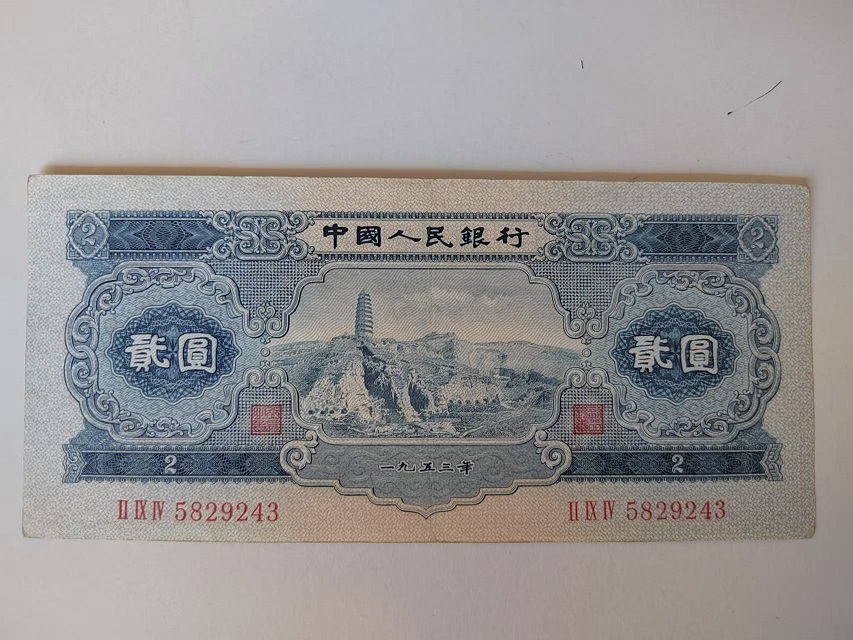 中國人民銀行
2 2
貳圓 貳圓
2 一九五三年 2
II IX IV 5829243 II IX IV 5829243